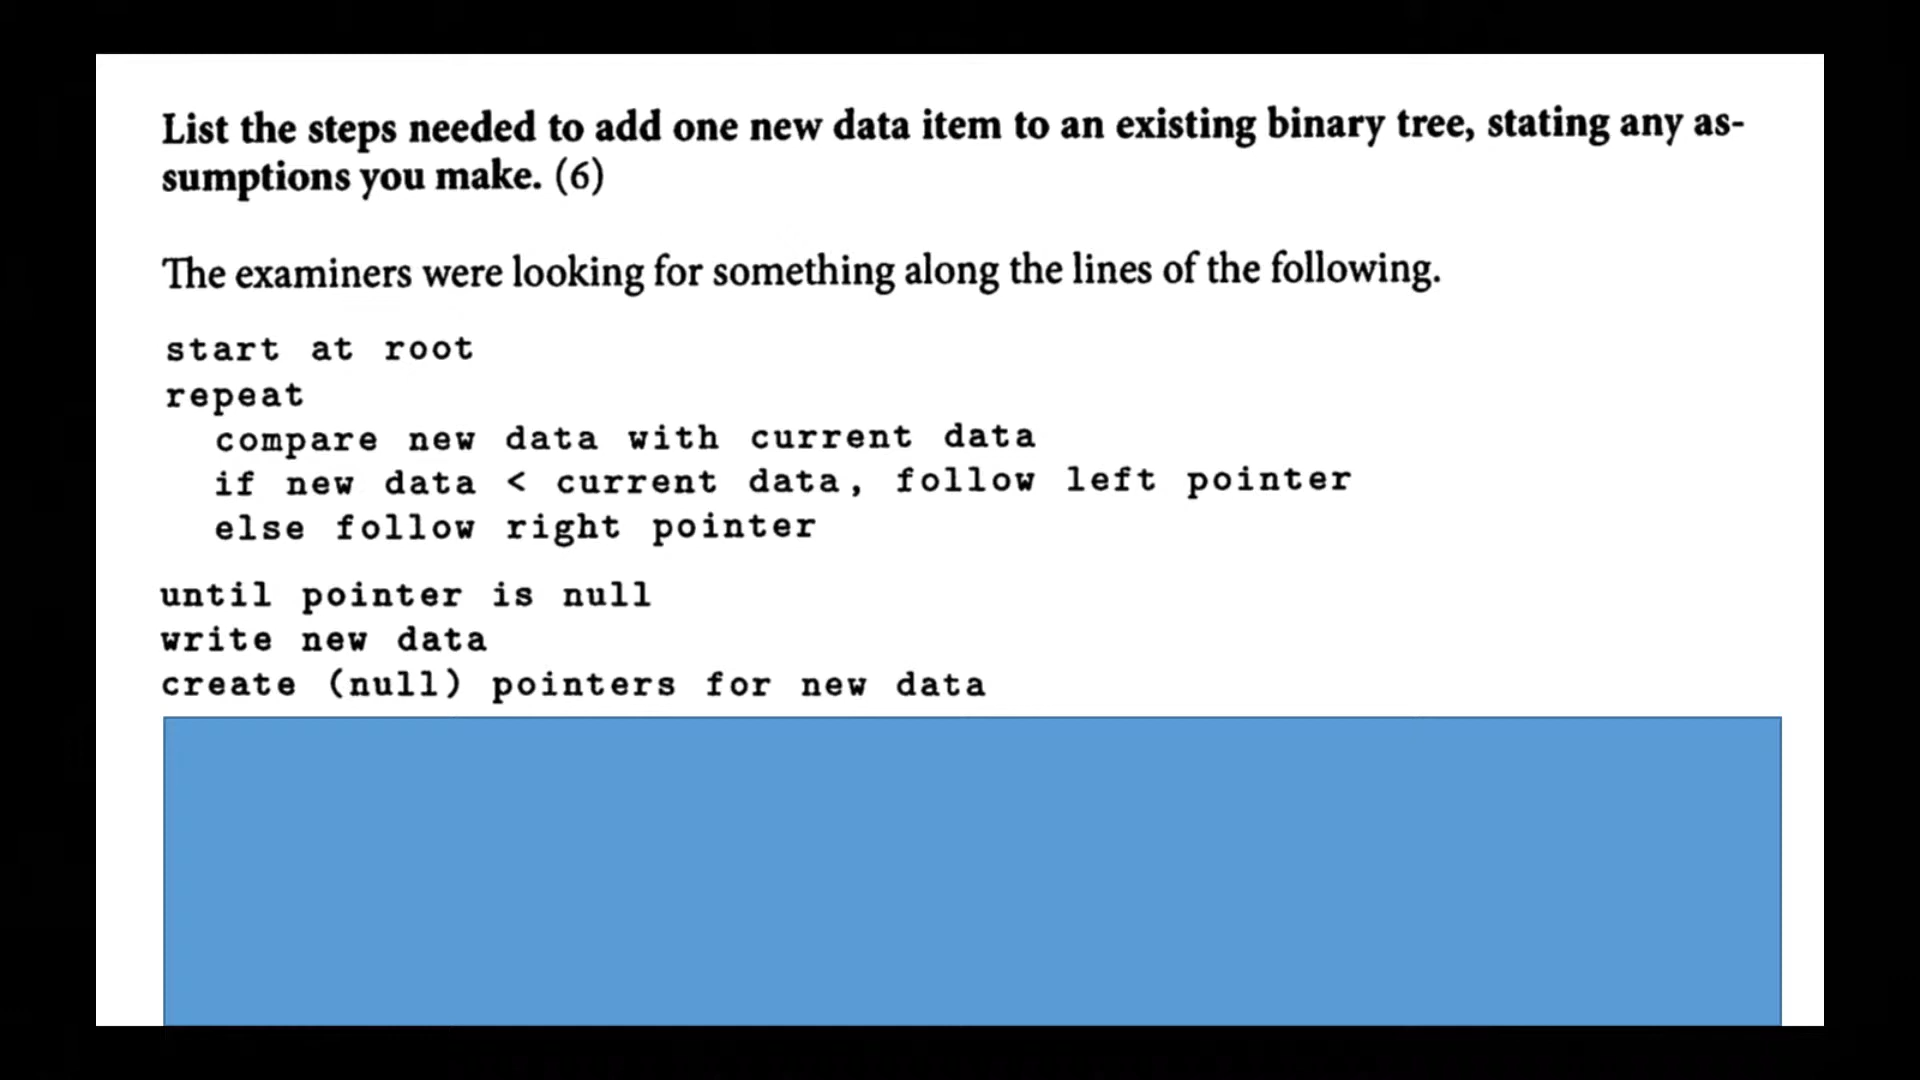 List the steps needed to add one new data item to an existing binary tree, stating any as-
sumptions you make. (6)
The examiners were looking for something along the lines of the following.
start at root
repeat
compare new data with current data
if new data < current data, follow left pointer
else follow right pointer
until pointer is null
write new data
create (null) pointers for new data